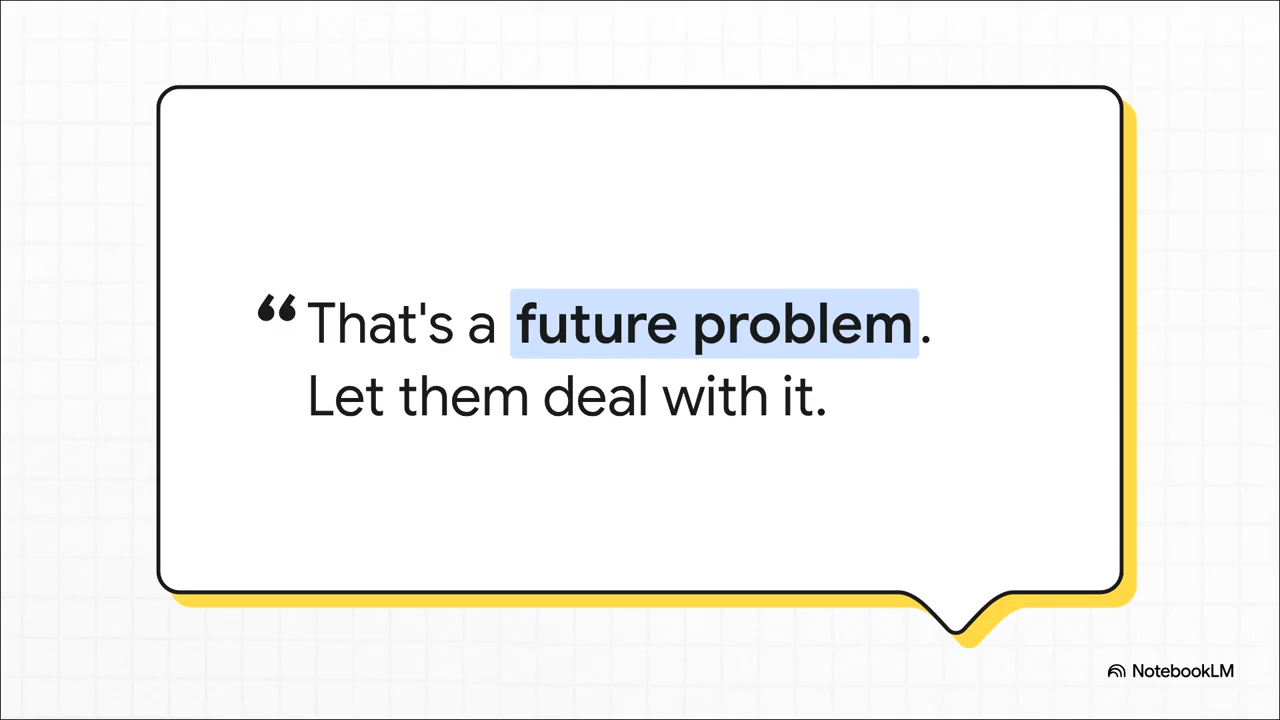 “That's a future problem.
Let them deal with it.
NotebookLM